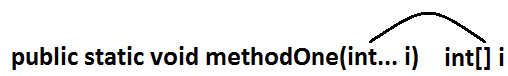 public static void methodOne(int... i) int[] i